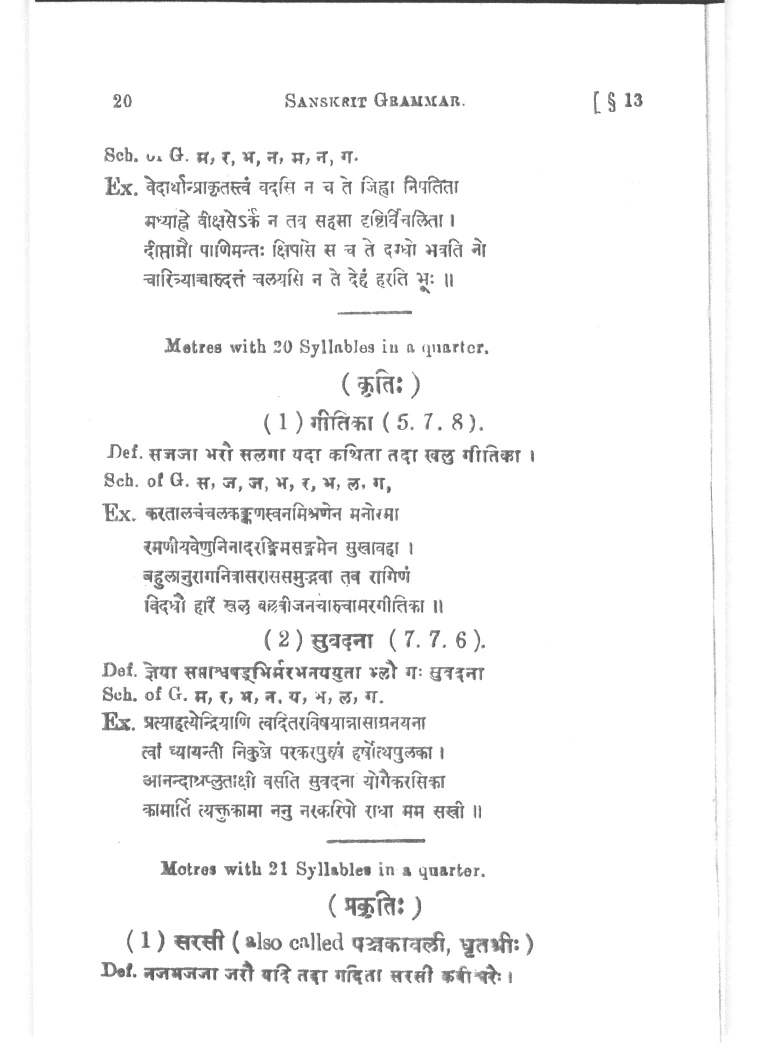 20 SANSKRIT GRAMMAR. [ § 13
Sch. G. म, र, भ, न, म, न, ग.
Ex. वेदार्थान्प्राकृतस्त्वं वदसि न च ते जिह्वा निपतिता
मध्याह्ने वीक्षसेऽर्कं न तव सहसा दृष्टिर्विचलिता ।
दीप्ताग्नौ पाणिमन्तः क्षिपसि स च ते दग्धो भवति नो
चारित्र्याच्चारुदत्तं चलयसि न ते देहं हरति भूः ॥
Metres with 20 Syllables in a quarter.
( कृतिः )
( 1 ) गीतिका ( 5. 7. 8 ).
Def. सजजा भरौ सलगा यदा कथिता तदा खलु गीतिका ।
Sch. of G. स, ज, ज, भ, र, भ, ल. ग,
Ex. करतालचंचलकङ्कणस्वनमिश्रणेन मनोरमा
रमणीयवेणुनिनादरङ्गिमसङ्गमेन सुखावहा ।
बहुलानुरागनिवासराससमुद्भवा तव रागिणं
विदधौ हरिं खलु बल्लवीजनचारुचामरगीतिका ॥
( 2 ) सुवदना ( 7. 7. 6 ).
Def. ज्ञेया सप्ताश्वषड्भिर्मरभनययुता भ्लौ गः सुवदना
Sch. of G. म, र, भ, न, य, भ, ल, ग.
Ex. प्रत्याहृत्येन्द्रियाणि त्वदितरविषयान्नासाग्रनयना
त्वां ध्यायन्ती निकुञ्जे परकरपुरुषं हर्षोत्थपुलका ।
आनन्दाश्रुप्लुताक्षी वसति सुवदना योगैकरसिका
कामार्तिं त्यक्तुकामा ननु नरकरिपो राधा मम सखी ॥
Metres with 21 Syllables in a quarter.
( प्रकृतिः )
( 1 ) सरसी ( also called पञ्चकावली, धृतश्रीः )
Def. नजभजजा जरौ यदि तदा गदिता सरसी कवीश्वरैः ।